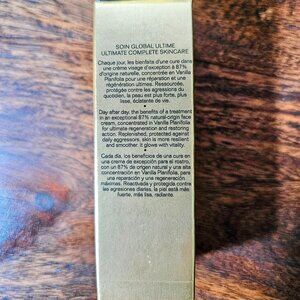 SOIN GLOBAL ULTIME
ULTIMATE COMPLETE SKINCARE
Chaque jour, les bienfaits d'une cure dans
une crème visage d'exception à 87%
d'origine naturelle, concentrée en Vanilla
Planifolia pour une réparation et une
régénération ultimes. Ressourcée,
protégée contre les agressions du
quotidien, la peau est plus forte, plus
lisse, éclatante de vie.
•
Day after day, the benefits of a treatment
in an exceptional 87% natural-origin face
cream, concentrated in Vanilla Planifolia
for ultimate regeneration and restoring
action. Replenished, protected against
daily aggressors, skin is more resilient
and smoother, it glows with vitality.
•
Cada día, los beneficios de una cura en
una crema de excepción para el rostro,
con un 87% de origen natural y una alta
concentración en Vanilla Planifolia, para
una reparación y una regeneración
máximas. Reactivada y protegida contra
las agresiones diarias, la piel está más
fuerte, más lisa, radiante.